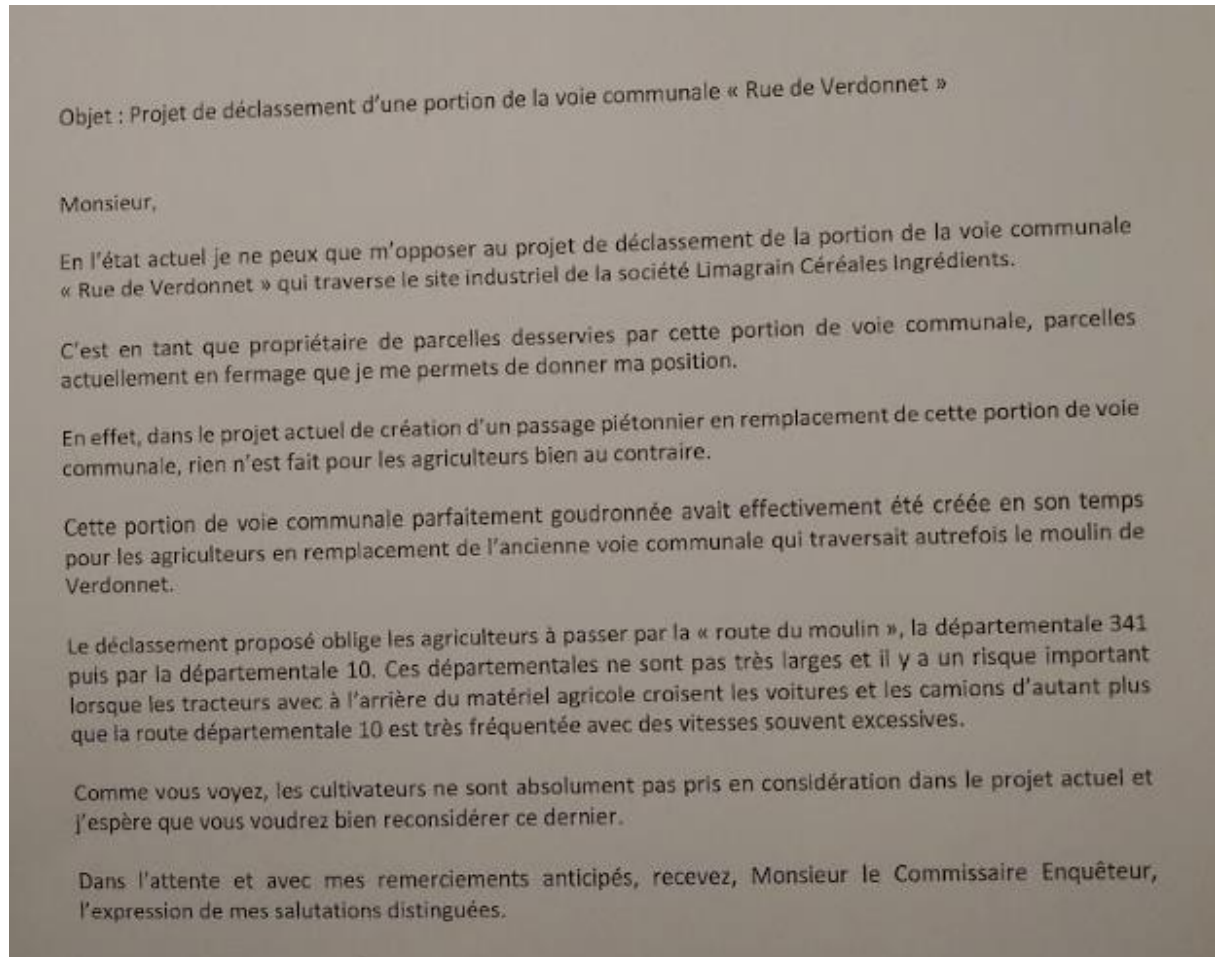 Objet : Projet de déclassement d'une portion de la voie communale « Rue de Verdonnet »
Monsieur,
En l'état actuel je ne peux que m'opposer au projet de déclassement de la portion de la voie communale
« Rue de Verdonnet » qui traverse le site industriel de la société Limagrain Céréales Ingrédients.
C'est en tant que propriétaire de parcelles desservies par cette portion de voie communale, parcelles
actuellement en fermage que je me permets de donner ma position.
En effet, dans le projet actuel de création d'un passage piétonnier en remplacement de cette portion de voie
communale, rien n'est fait pour les agriculteurs bien au contraire.
Cette portion de voie communale parfaitement goudronnée avait effectivement été créée en son temps
pour les agriculteurs en remplacement de l'ancienne voie communale qui traversait autrefois le moulin de
Verdonnet.
Le déclassement proposé oblige les agriculteurs à passer par la « route du moulin », la départementale 341
puis par la départementale 10. Ces départementales ne sont pas très larges et il y a un risque important
lorsque les tracteurs avec à l'arrière du matériel agricole croisent les voitures et les camions d'autant plus
que la route départementale 10 est très fréquentée avec des vitesses souvent excessives.
Comme vous voyez, les cultivateurs ne sont absolument pas pris en considération dans le projet actuel et
j'espère que vous voudrez bien reconsidérer ce dernier.
Dans l'attente et avec mes remerciements anticipés, recevez, Monsieur le Commissaire Enquêteur,
l'expression de mes salutations distinguées.